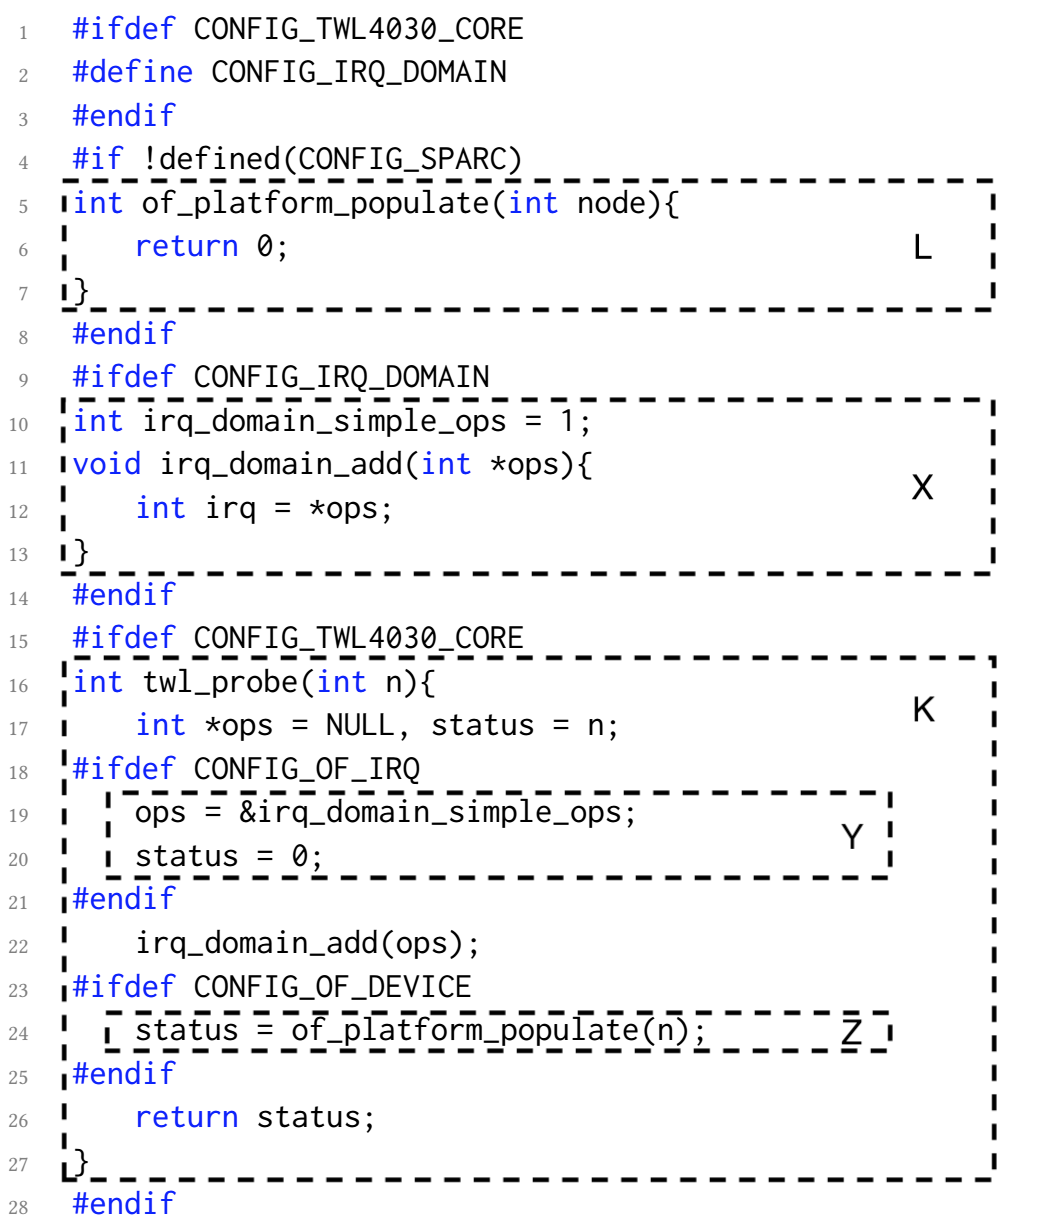 1 #ifdef CONFIG_TWL4030_CORE
2 #define CONFIG_IRQ_DOMAIN
3 #endif
4 #if !defined(CONFIG_SPARC)
5 int of_platform_populate(int node){
6 return 0; L
7 }
8 #endif
9 #ifdef CONFIG_IRQ_DOMAIN
10 int irq_domain_simple_ops = 1;
11 void irq_domain_add(int *ops){
12 int irq = *ops; X
13 }
14 #endif
15 #ifdef CONFIG_TWL4030_CORE
16 int twl_probe(int n){
17 int *ops = NULL, status = n; K
18 #ifdef CONFIG_OF_IRQ
19 ops = &irq_domain_simple_ops;
20 status = 0; Y
21 #endif
22 irq_domain_add(ops);
23 #ifdef CONFIG_OF_DEVICE
24 status = of_platform_populate(n); Z
25 #endif
26 return status;
27 }
28 #endif